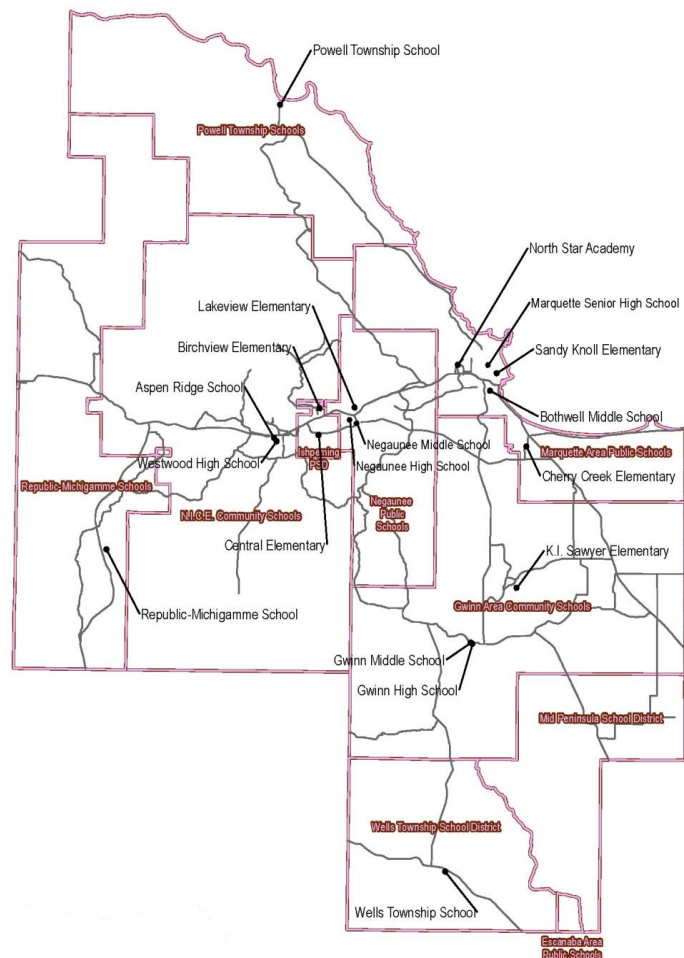 Powell Township School
Powell Township Schools
North Star Academy
Lakeview Elementary
Marquette Senior High School
Birchview Elementary
Sandy Knoll Elementary
Aspen Ridge School
Bothwell Middle School
Negaunee Middle School
Marquette Area Public Schools
Ishpeming
PSD
Westwood High School
Negaunee High School
Cherry Creek Elementary
Republic-Michigamme Schools
N.I.C.E. Community Schools
Negaunee
Public
Schools
Central Elementary
K.I. Sawyer Elementary
Gwinn Area Community Schools
Republic-Michigamme School
Gwinn Middle School
Gwinn High School
Mid Peninsula School District
Wells Township School District
Wells Township School
Escanaba Area
Public Schools